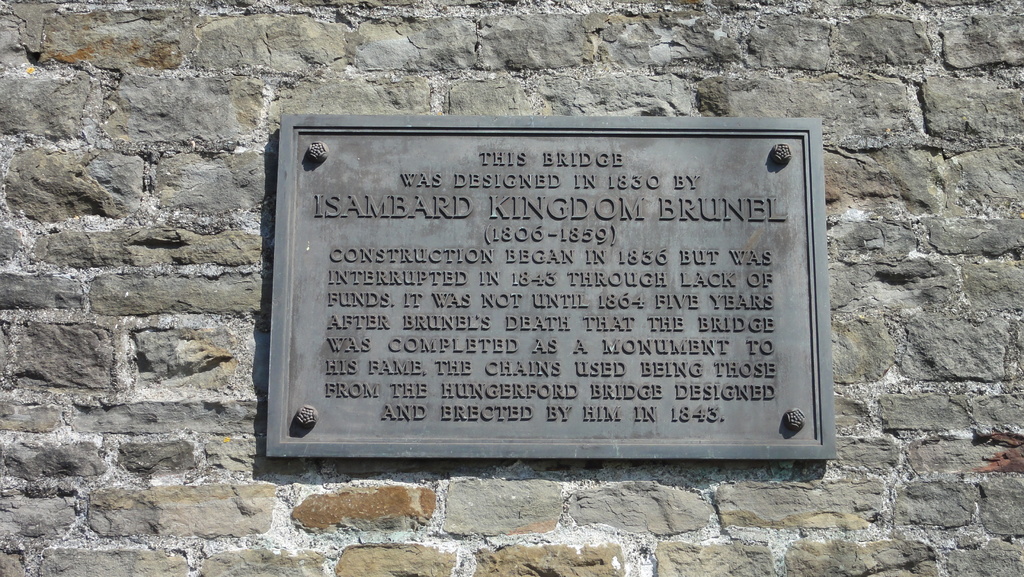 THIS BRIDGE
WAS DESIGNED IN 1830 BY
ISAMBARD KINGDOM BRUNEL
(1806-1859)
CONSTRUCTION BEGAN IN 1836 BUT WAS
INTERRUPTED IN 1843 THROUGH LACK OF
FUNDS. IT WAS NOT UNTIL 1864 FIVE YEARS
AFTER BRUNEL'S DEATH THAT THE BRIDGE
WAS COMPLETED AS A MONUMENT TO
HIS FAME, THE CHAINS USED BEING THOSE
FROM THE HUNGERFORD BRIDGE DESIGNED
AND ERECTED BY HIM IN 1843.